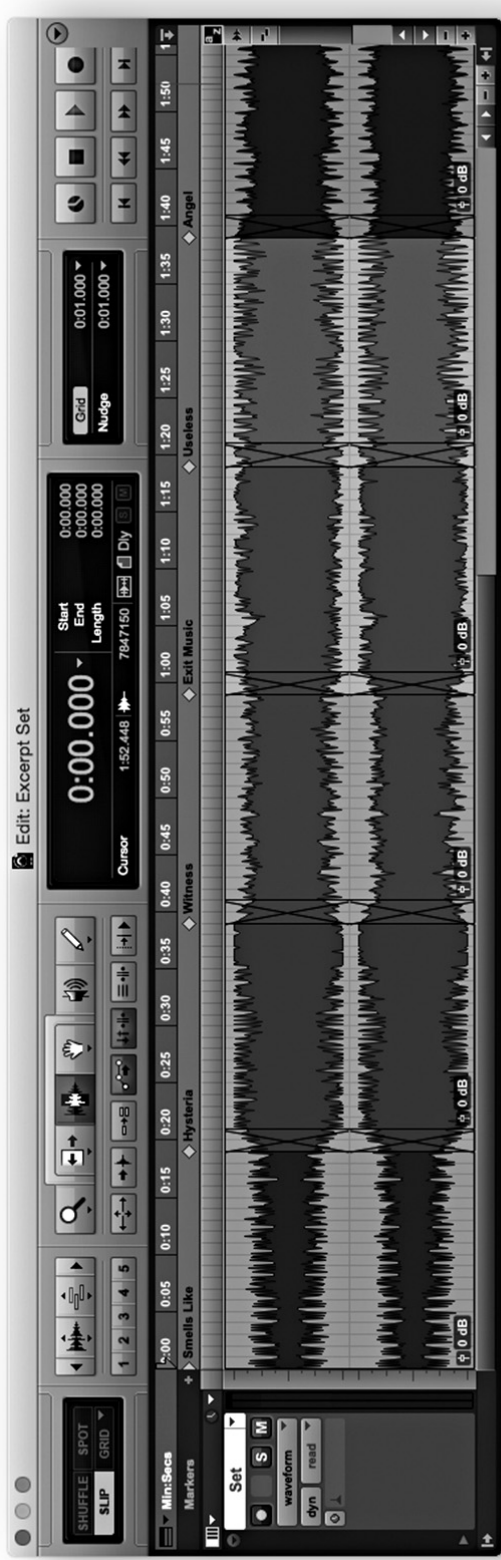 Edit: Excerpt Set
SHUFFLE SPOT
SLIP GRID
1 2 3 4 5
0:00.000
Start 0:00.000
End 0:00.000
Length 0:00.000
Cursor 1:52.448 7847150 Dly S M
Grid 0:01.000
Nudge 0:01.000
Min:Secs 0:00 0:05 0:10 0:15 0:20 0:25 0:30 0:35 0:40 0:45 0:50 0:55 1:00 1:05 1:10 1:15 1:20 1:25 1:30 1:35 1:40 1:45 1:50
Markers Smells Like Hysteria Witness Exit Music Useless Angel
a z
Set
S M
waveform
dyn read
0 dB 0 dB 0 dB 0 dB 0 dB 0 dB